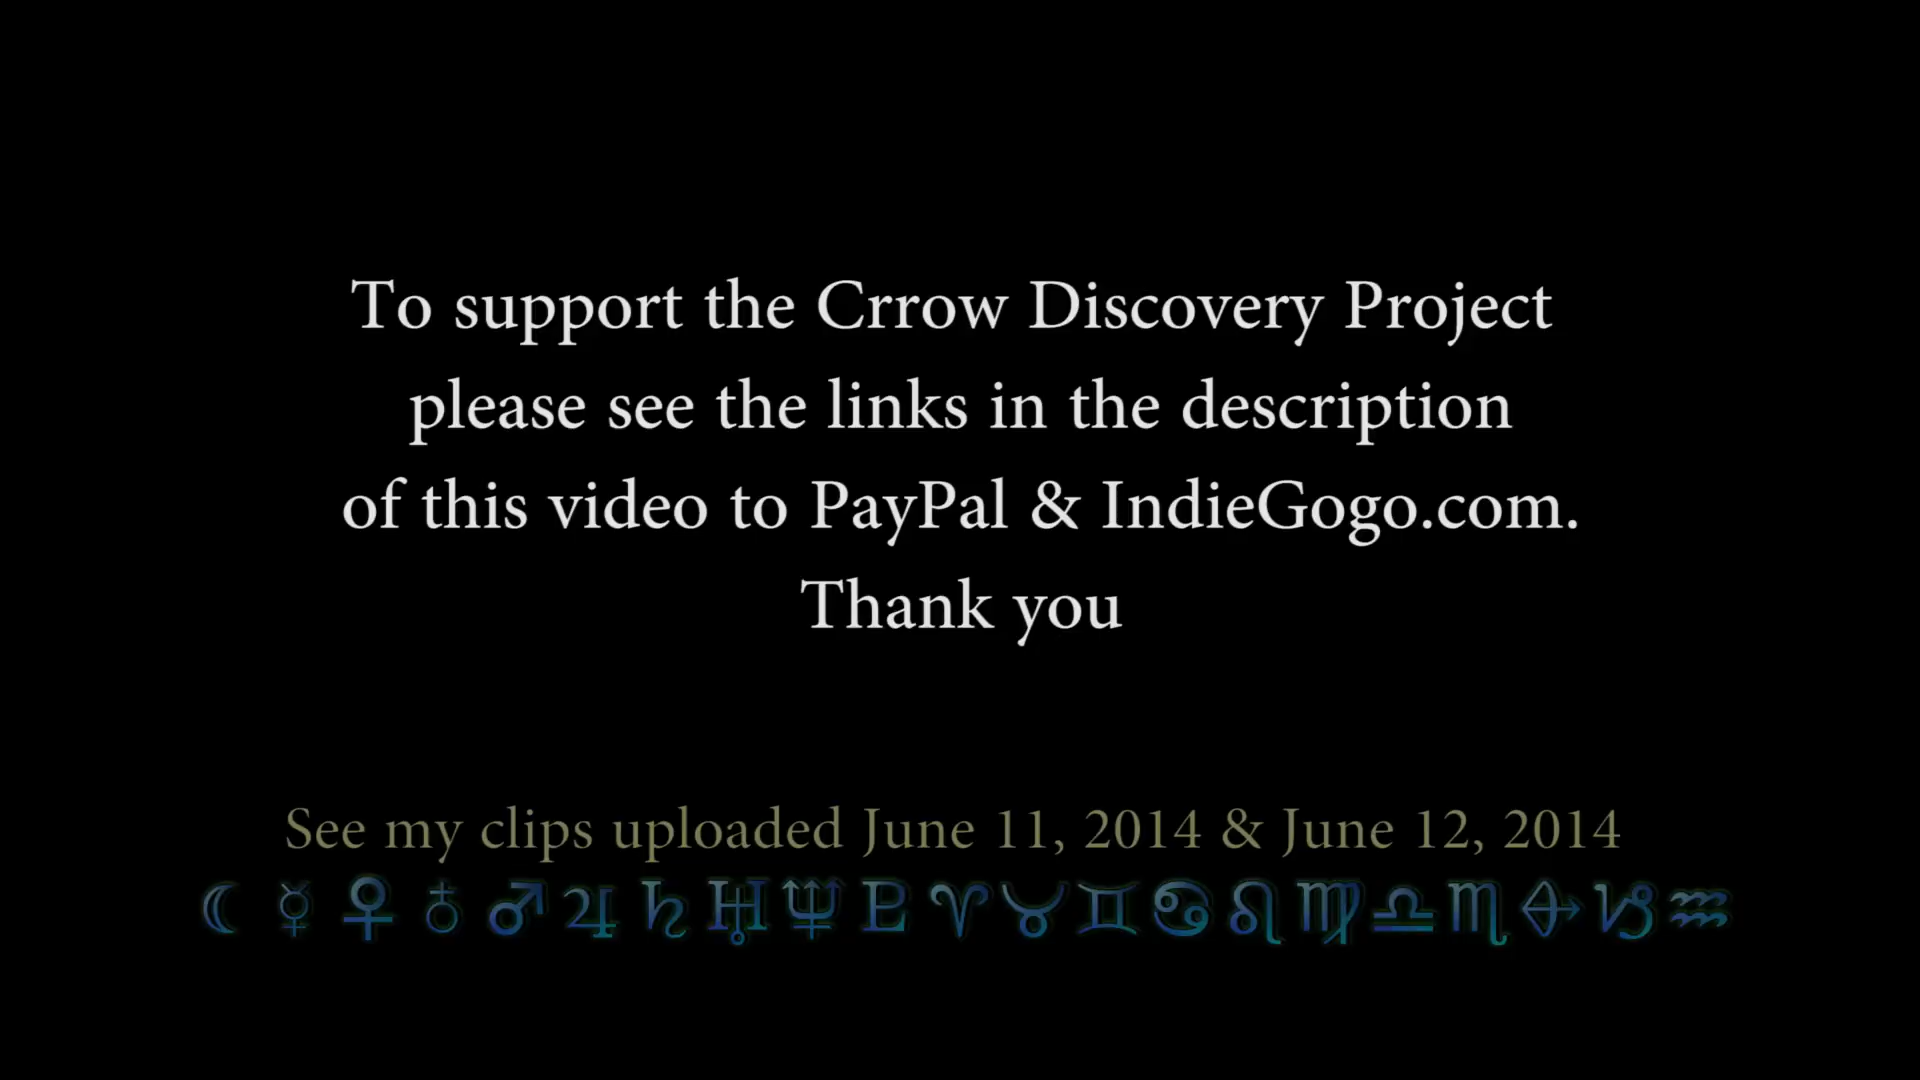 To support the Crrow Discovery Project
please see the links in the description
of this video to PayPal & IndieGogo.com.
Thank you
See my clips uploaded June 11, 2014 & June 12, 2014
☾ ☿ ♀ ♁ ♂ ♃ ♄ ♅ ♆ ♇ ♈ ♉ ♊ ♋ ♌ ♍ ♎ ♏ ♐ ♑ ♒